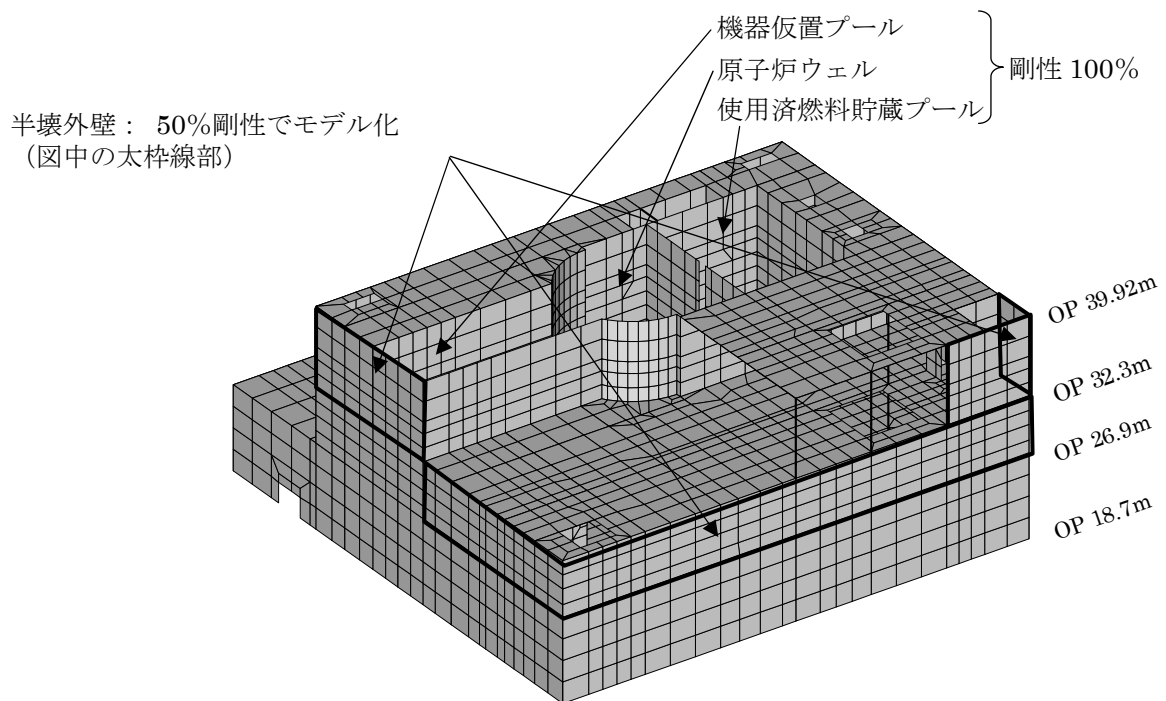 機器仮置プール
原子炉ウェル
使用済燃料貯蔵プール
剛性 100%
半壊外壁： 50%剛性でモデル化
（図中の太枠線部）
OP 39.92m
OP 32.3m
OP 26.9m
OP 18.7m